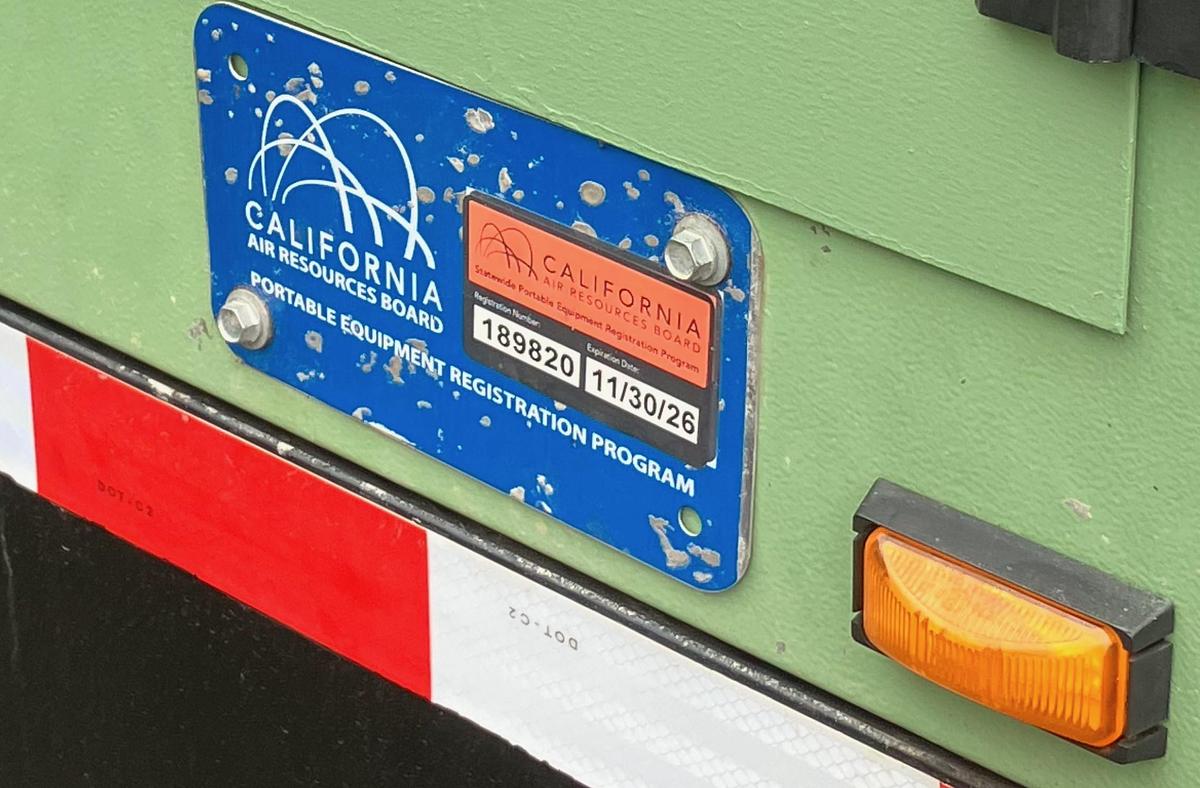 CALIFORNIA
AIR RESOURCES BOARD
PORTABLE EQUIPMENT REGISTRATION PROGRAM
CALIFORNIA
AIR RESOURCES BOARD
Statewide Portable Equipment Registration Program
Registration Number:
189820
Expiration Date:
11/30/26
DOT-C2
DOT-C2